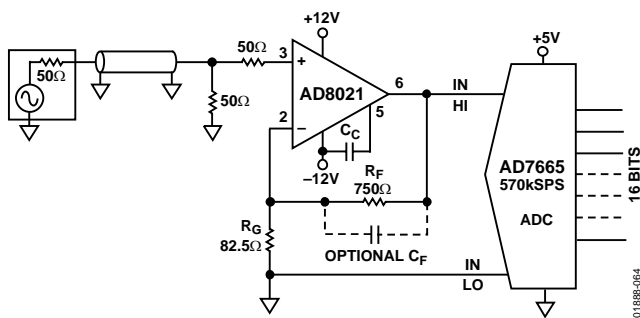 +12V
+5V
50Ω
50Ω
50Ω
3
+
AD8021
6
IN
HI
2
–
5
C_C
–12V
R_F
750Ω
AD7665
570kSPS
ADC
16 BITS
R_G
82.5Ω
OPTIONAL C_F
IN
LO
01888-064